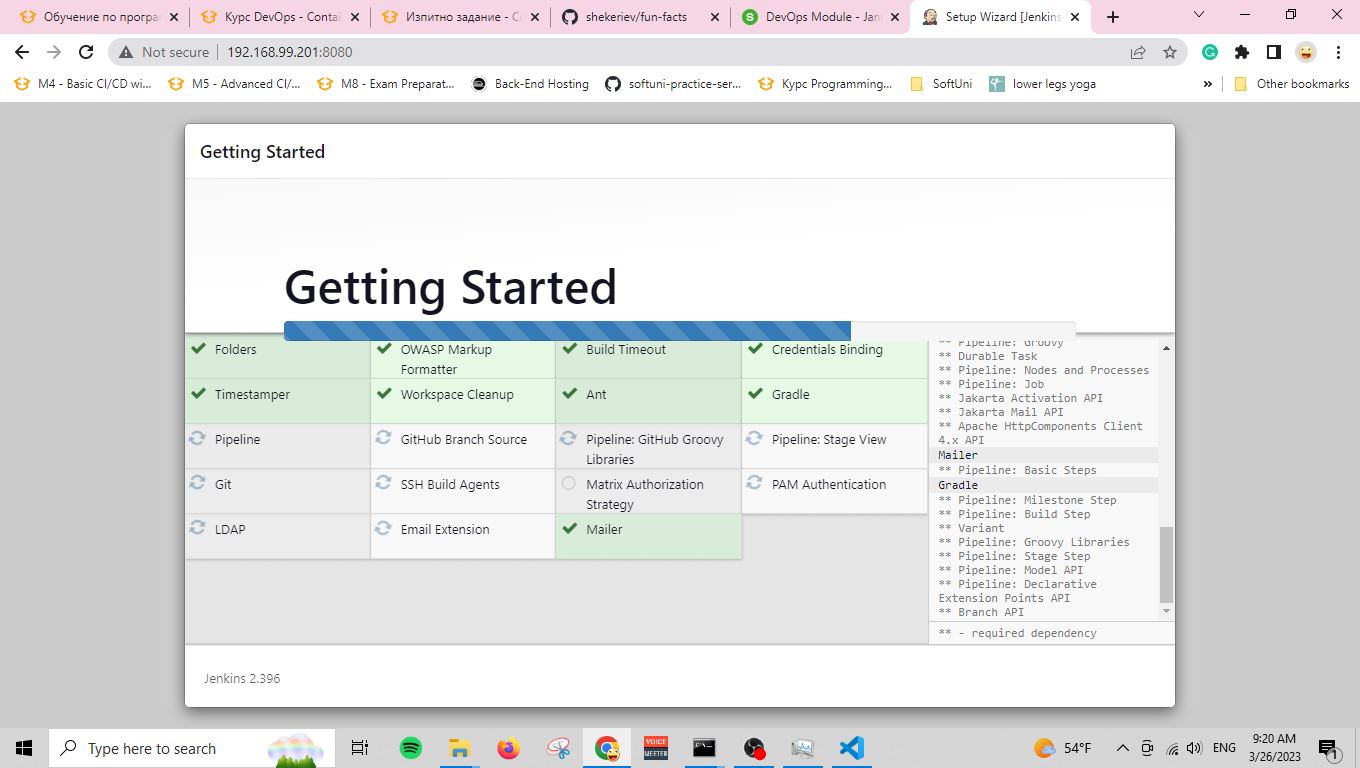 Обучение по програ
Курс DevOps - Contai
Изпитно задание - C
shekeriev/fun-facts
DevOps Module - Jan
Setup Wizard [Jenkins
Not secure
192.168.99.201:8080
M4 - Basic CI/CD wi...
M5 - Advanced CI/...
M8 - Exam Preparat...
Back-End Hosting
softuni-practice-ser...
Курс Programming...
SoftUni
lower legs yoga
»
Other bookmarks
Getting Started
Getting Started
Folders
OWASP Markup
Formatter
Build Timeout
Credentials Binding
Timestamper
Workspace Cleanup
Ant
Gradle
Pipeline
GitHub Branch Source
Pipeline: GitHub Groovy
Libraries
Pipeline: Stage View
Git
SSH Build Agents
Matrix Authorization
Strategy
PAM Authentication
LDAP
Email Extension
Mailer
** Pipeline: Groovy
** Durable Task
** Pipeline: Nodes and Processes
** Pipeline: Job
** Jakarta Activation API
** Jakarta Mail API
** Apache HttpComponents Client
4.x API
Mailer
** Pipeline: Basic Steps
Gradle
** Pipeline: Milestone Step
** Pipeline: Build Step
** Variant
** Pipeline: Groovy Libraries
** Pipeline: Stage Step
** Pipeline: Model API
** Pipeline: Declarative
Extension Points API
** Branch API
** - required dependency
Jenkins 2.396
Type here to search
VOICE
MEETER
54°F
ENG
9:20 AM
3/26/2023
1